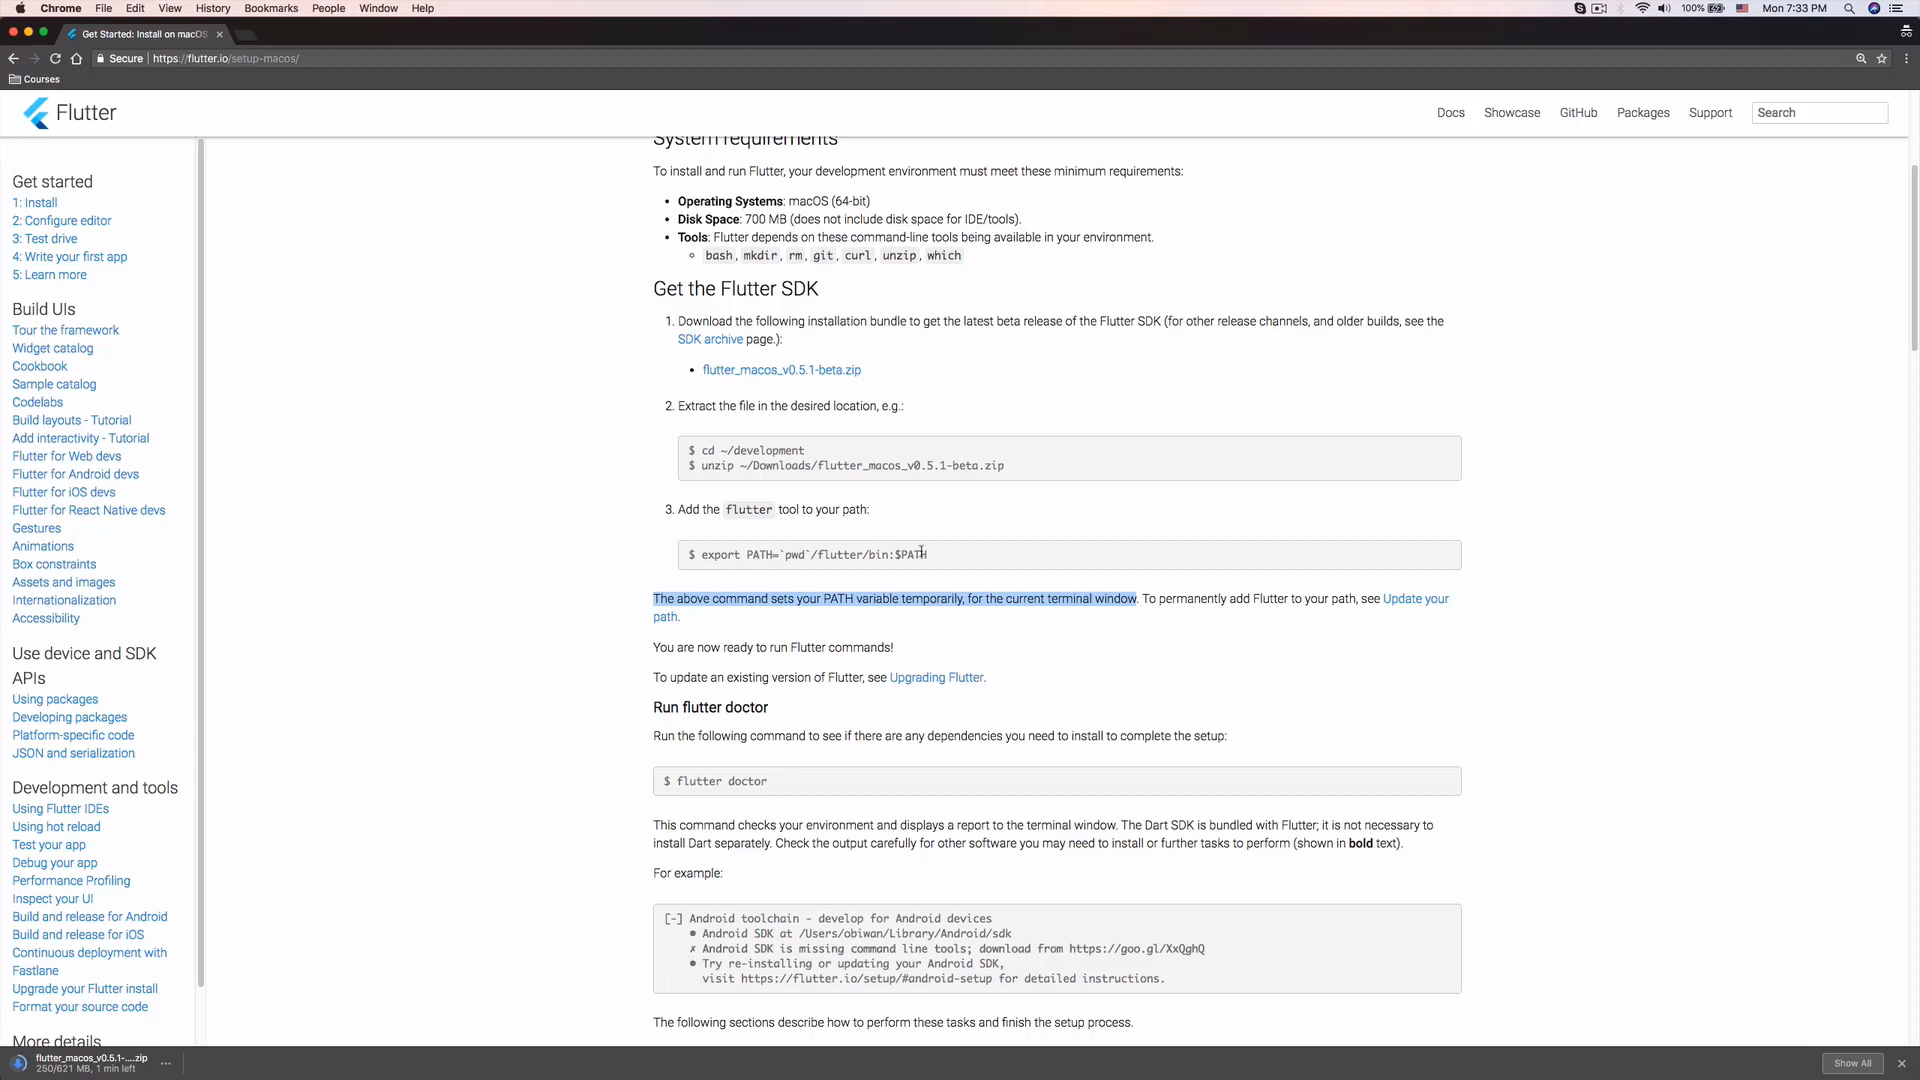 Chrome File Edit View History Bookmarks People Window Help
100% Mon 7:33 PM
Get Started: Install on macOS
Secure https://flutter.io/setup-macos/
Courses
Flutter
Docs Showcase GitHub Packages Support Search
Get started
1: Install
2: Configure editor
3: Test drive
4: Write your first app
5: Learn more
Build UIs
Tour the framework
Widget catalog
Cookbook
Sample catalog
Codelabs
Build layouts - Tutorial
Add interactivity - Tutorial
Flutter for Web devs
Flutter for Android devs
Flutter for iOS devs
Flutter for React Native devs
Gestures
Animations
Box constraints
Assets and images
Internationalization
Accessibility
Use device and SDK
APIs
Using packages
Developing packages
Platform-specific code
JSON and serialization
Development and tools
Using Flutter IDEs
Using hot reload
Test your app
Debug your app
Performance Profiling
Inspect your UI
Build and release for Android
Build and release for iOS
Continuous deployment with
Fastlane
Upgrade your Flutter install
Format your source code
More details
System requirements
To install and run Flutter, your development environment must meet these minimum requirements:
• Operating Systems: macOS (64-bit)
• Disk Space: 700 MB (does not include disk space for IDE/tools).
• Tools: Flutter depends on these command-line tools being available in your environment.
◦ bash, mkdir, rm, git, curl, unzip, which
Get the Flutter SDK
1. Download the following installation bundle to get the latest beta release of the Flutter SDK (for other release channels, and older builds, see the
SDK archive page.):
• flutter_macos_v0.5.1-beta.zip
2. Extract the file in the desired location, e.g.:
$ cd ~/development
$ unzip ~/Downloads/flutter_macos_v0.5.1-beta.zip
3. Add the flutter tool to your path:
$ export PATH=`pwd`/flutter/bin:$PATH
The above command sets your PATH variable temporarily, for the current terminal window. To permanently add Flutter to your path, see Update your
path.
You are now ready to run Flutter commands!
To update an existing version of Flutter, see Upgrading Flutter.
Run flutter doctor
Run the following command to see if there are any dependencies you need to install to complete the setup:
$ flutter doctor
This command checks your environment and displays a report to the terminal window. The Dart SDK is bundled with Flutter; it is not necessary to
install Dart separately. Check the output carefully for other software you may need to install or further tasks to perform (shown in bold text).
For example:
[-] Android toolchain - develop for Android devices
• Android SDK at /Users/obiwan/Library/Android/sdk
✗ Android SDK is missing command line tools; download from https://goo.gl/XxQghQ
• Try re-installing or updating your Android SDK,
visit https://flutter.io/setup/#android-setup for detailed instructions.
The following sections describe how to perform these tasks and finish the setup process.
flutter_macos_v0.5.1-....zip
250/621 MB, 1 min left
Show All